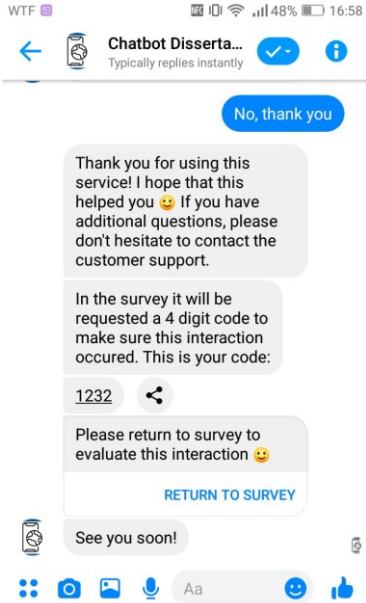 WTF 48% 16:58
Chatbot Disserta...
Typically replies instantly
No, thank you
Thank you for using this
service! I hope that this
helped you 😀 If you have
additional questions, please
don't hesitate to contact the
customer support.
In the survey it will be
requested a 4 digit code to
make sure this interaction
occured. This is your code:
1232
Please return to survey to
evaluate this interaction 😀
RETURN TO SURVEY
See you soon!
Aa